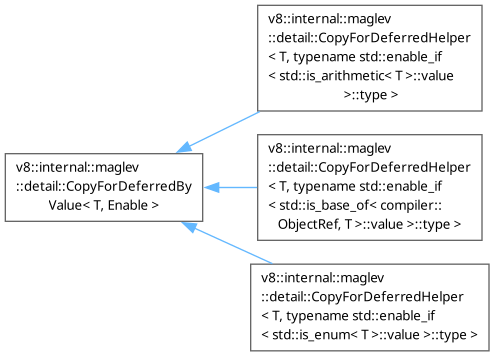 v8::internal::maglev
::detail::CopyForDeferredHelper
< T, typename std::enable_if
< std::is_arithmetic< T >::value
>::type >
v8::internal::maglev
::detail::CopyForDeferredBy
Value< T, Enable >
v8::internal::maglev
::detail::CopyForDeferredHelper
< T, typename std::enable_if
< std::is_base_of< compiler::
ObjectRef, T >::value >::type >
v8::internal::maglev
::detail::CopyForDeferredHelper
< T, typename std::enable_if
< std::is_enum< T >::value >::type >